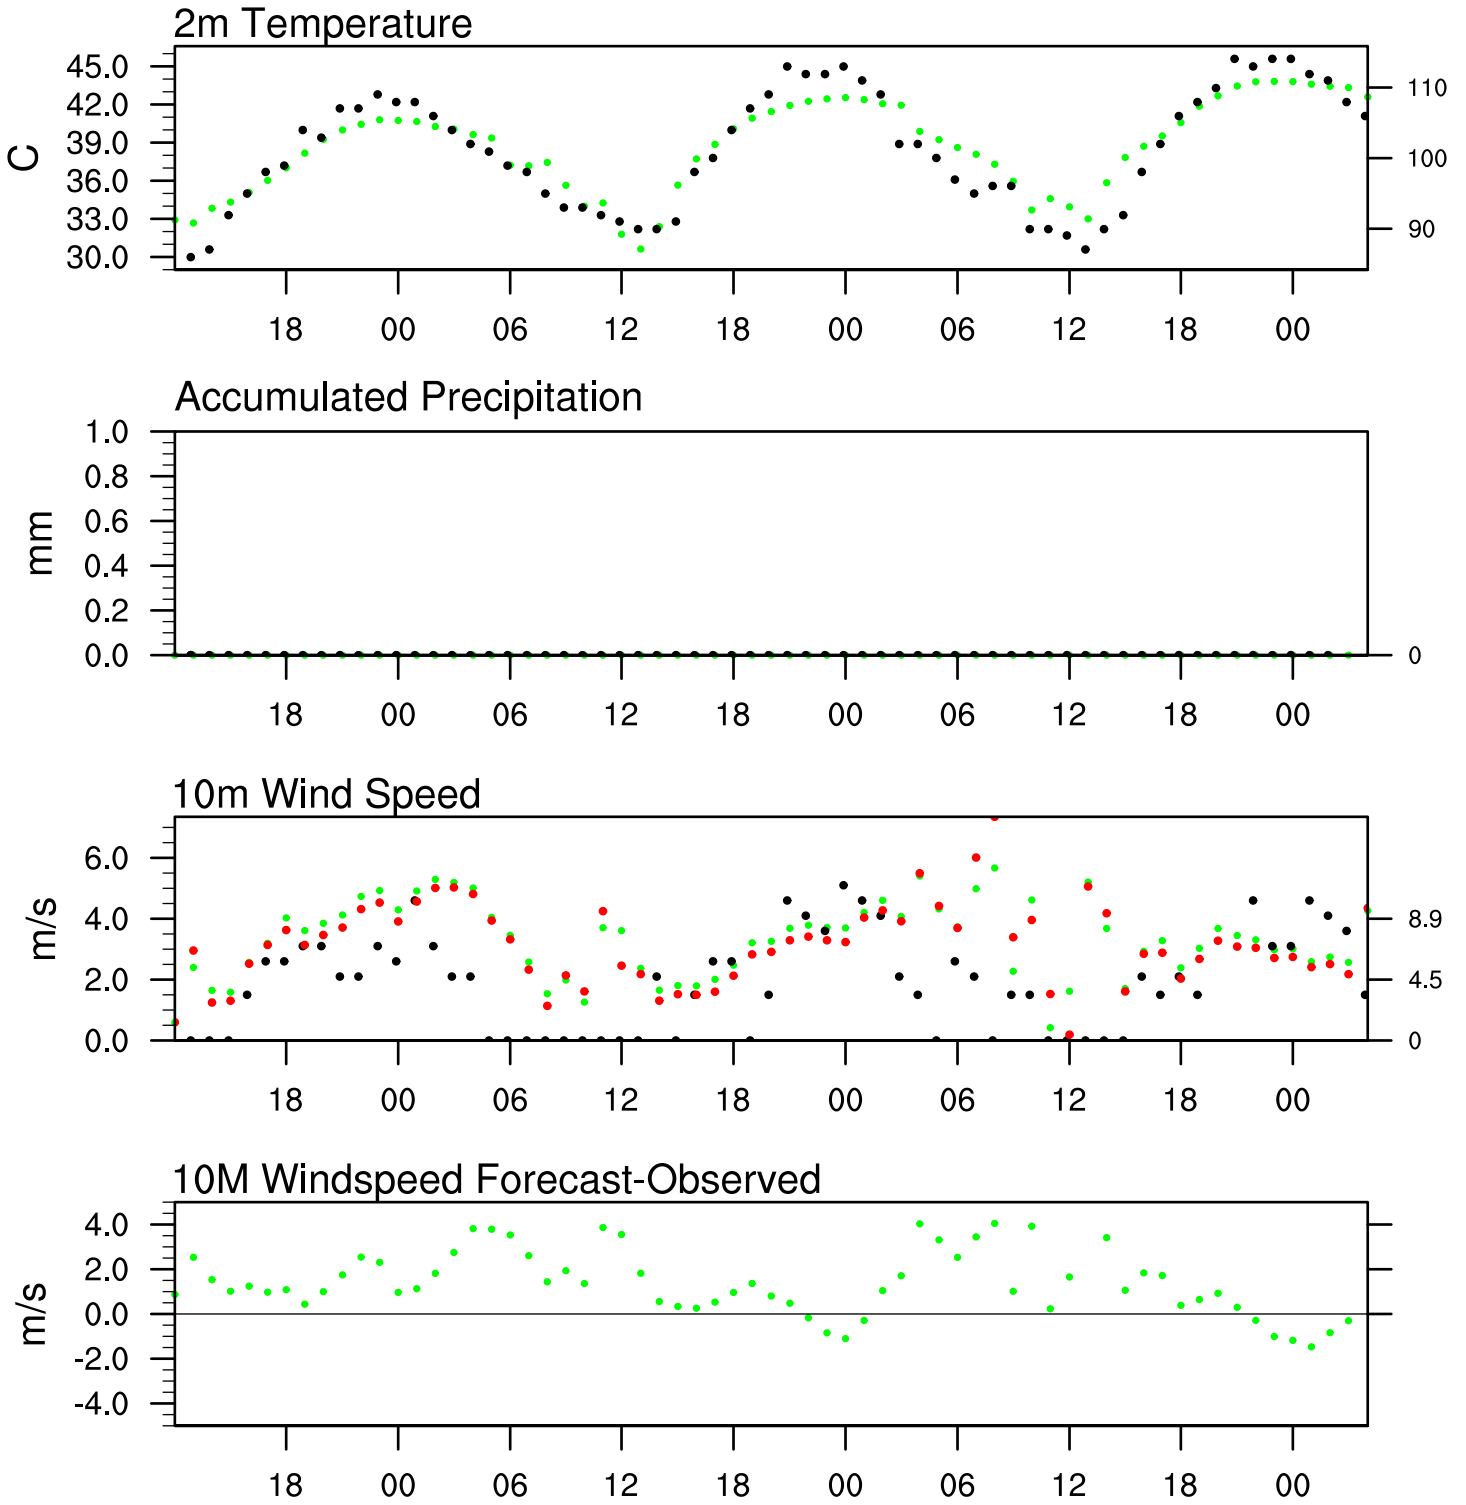 2m Temperature
45.0
42.0
39.0
36.0
33.0
30.0
C
110
100
90
18 00 06 12 18 00 06 12 18 00
Accumulated Precipitation
1.0
0.8
0.6
0.4
0.2
0.0
mm
0
18 00 06 12 18 00 06 12 18 00
10m Wind Speed
6.0
4.0
2.0
0.0
m/s
8.9
4.5
0
18 00 06 12 18 00 06 12 18 00
10M Windspeed Forecast-Observed
4.0
2.0
0.0
-2.0
-4.0
m/s
18 00 06 12 18 00 06 12 18 00